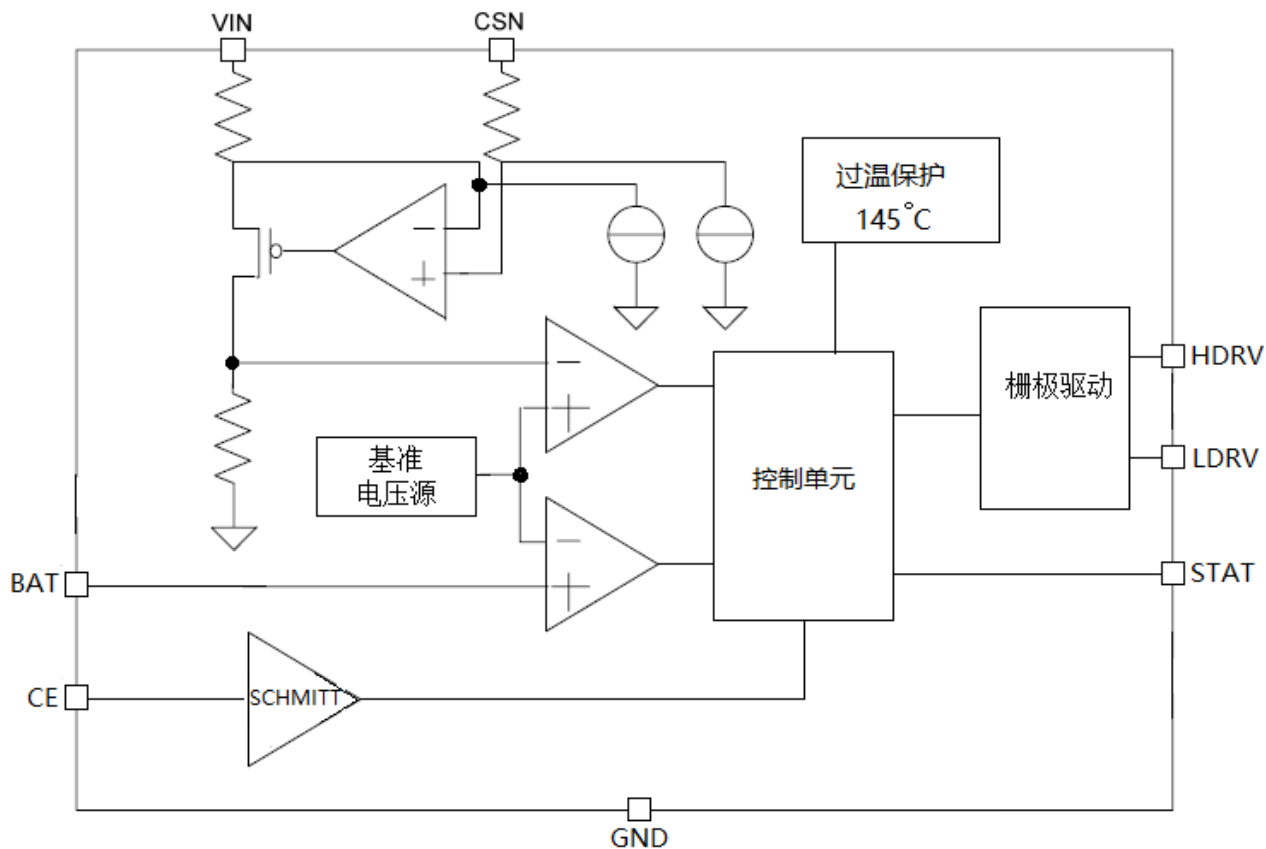 VIN
CSN
过温保护
145°C
HDRV
栅极驱动
基准
电压源
控制单元
LDRV
BAT
STAT
CE
SCHMITT
GND